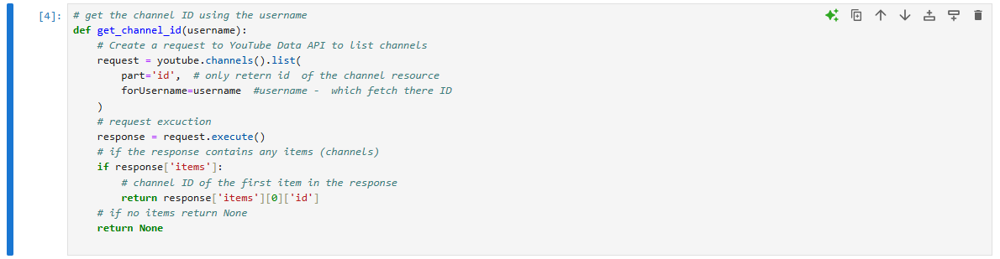 [4]:
# get the channel ID using the username
def get_channel_id(username):
    # Create a request to YouTube Data API to list channels
    request = youtube.channels().list(
        part='id',  # only retern id  of the channel resource
        forUsername=username  #username -  which fetch there ID
    )
    # request excuction
    response = request.execute()
    # if the response contains any items (channels)
    if response['items']:
        # channel ID of the first item in the response
        return response['items'][0]['id']
    # if no items return None
    return None